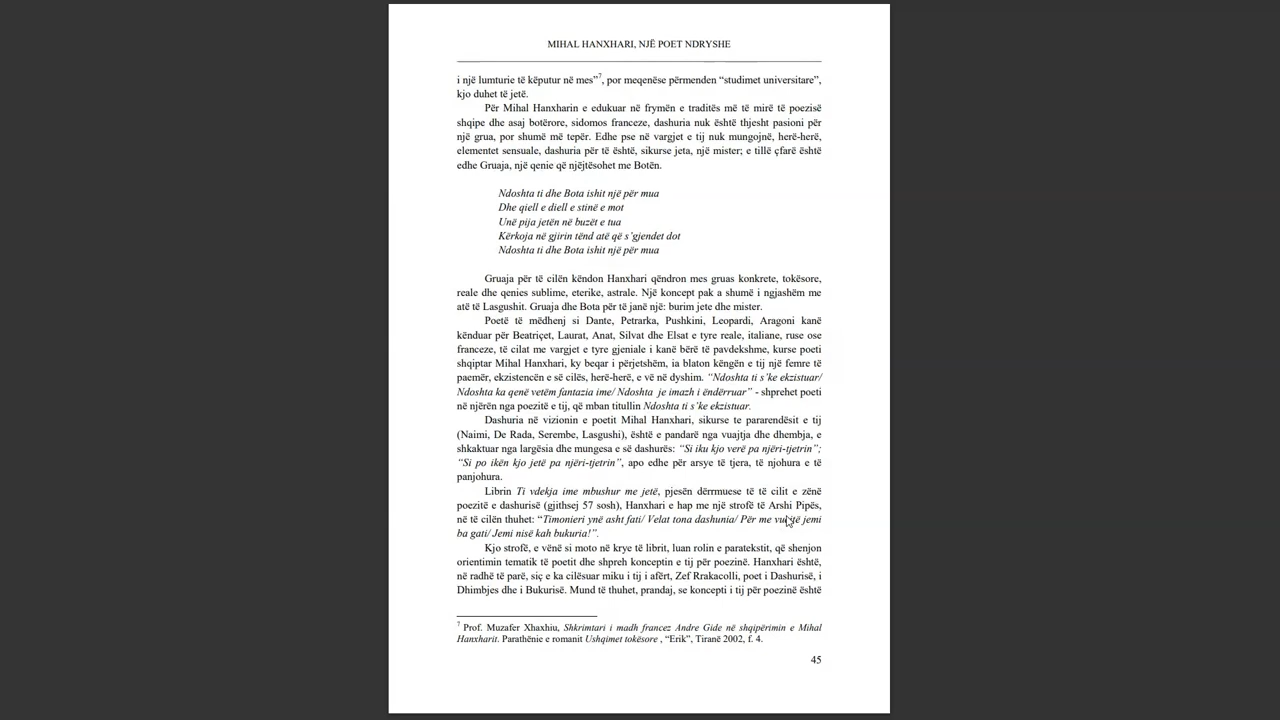 MIHAL HANXHARI, NJË POET NDRYSHE
i një lumturie të këputur në mes”7, por meqenëse përmenden “studimet universitare”,
kjo duhet të jetë.
Për Mihal Hanxharin e edukuar në frymën e traditës më të mirë të poezisë
shqipe dhe asaj botërore, sidomos franceze, dashuria nuk është thjesht pasioni për
një grua, por shumë më tepër. Edhe pse në vargjet e tij nuk mungojnë, herë-herë,
elementet sensuale, dashuria për të është, sikurse jeta, një mister; e tillë çfarë është
edhe Gruaja, një qenie që njëjtësohet me Botën.
Ndoshta ti dhe Bota ishit një për mua
Dhe qiell e diell e stinë e mot
Unë pija jetën në buzët e tua
Kërkoja në gjirin tënd atë që s’gjendet dot
Ndoshta ti dhe Bota ishit një për mua
Gruaja për të cilën këndon Hanxhari qëndron mes gruas konkrete, tokësore,
reale dhe qenies sublime, eterike, astrale. Një koncept pak a shumë i ngjashëm me
atë të Lasgushit. Gruaja dhe Bota për të janë një: burim jete dhe mister.
Poetë të mëdhenj si Dante, Petrarka, Pushkini, Leopardi, Aragoni kanë
kënduar për Beatriçet, Laurat, Anat, Silvat dhe Elsat e tyre reale, italiane, ruse ose
franceze, të cilat me vargjet e tyre gjeniale i kanë bërë të pavdekshme, kurse poeti
shqiptar Mihal Hanxhari, ky beqar i përjetshëm, ia blaton këngën e tij një femre të
paemër, ekzistencën e së cilës, herë-herë, e vë në dyshim. “Ndoshta ti s’ke ekzistuar/
Ndoshta ka qenë vetëm fantazia ime/ Ndoshta je imazh i ëndërruar” - shprehet poeti
në njërën nga poezitë e tij, që mban titullin Ndoshta ti s’ke ekzistuar.
Dashuria në vizionin e poetit Mihal Hanxhari, sikurse te pararendësit e tij
(Naimi, De Rada, Serembe, Lasgushi), është e pandarë nga vuajtja dhe dhembja, e
shkaktuar nga largësia dhe mungesa e së dashurës: “Si iku kjo verë pa njëri-tjetrin”;
“Si po ikën kjo jetë pa njëri-tjetrin”, apo edhe për arsye të tjera, të njohura e të
panjohura.
Librin Ti vdekja ime mbushur me jetë, pjesën dërrmuese të të cilit e zënë
poezitë e dashurisë (gjithsej 57 sosh), Hanxhari e hap me një strofë të Arshi Pipës,
në të cilën thuhet: “Timonieri ynë asht fati/ Velat tona dashunia/ Për me të jemi
ba gati/ Jemi nisë kah bukuria!”.
Kjo strofë, e vënë si moto në krye të librit, luan rolin e paratekstit, që shenjon
orientimin tematik të poetit dhe shpreh konceptin e tij për poezinë. Hanxhari është,
në radhë të parë, siç e ka cilësuar miku i tij i afërt, Zef Rrakacolli, poet i Dashurisë, i
Dhimbjes dhe i Bukurisë. Mund të thuhet, prandaj, se koncepti i tij për poezinë është
7 Prof. Muzafer Xhaxhiu, Shkrimtari i madh francez Andre Gide në shqipërimin e Mihal
Hanxharit. Parathënie e romanit Ushqimet tokësore , “Erik”, Tiranë 2002, f. 4.
45